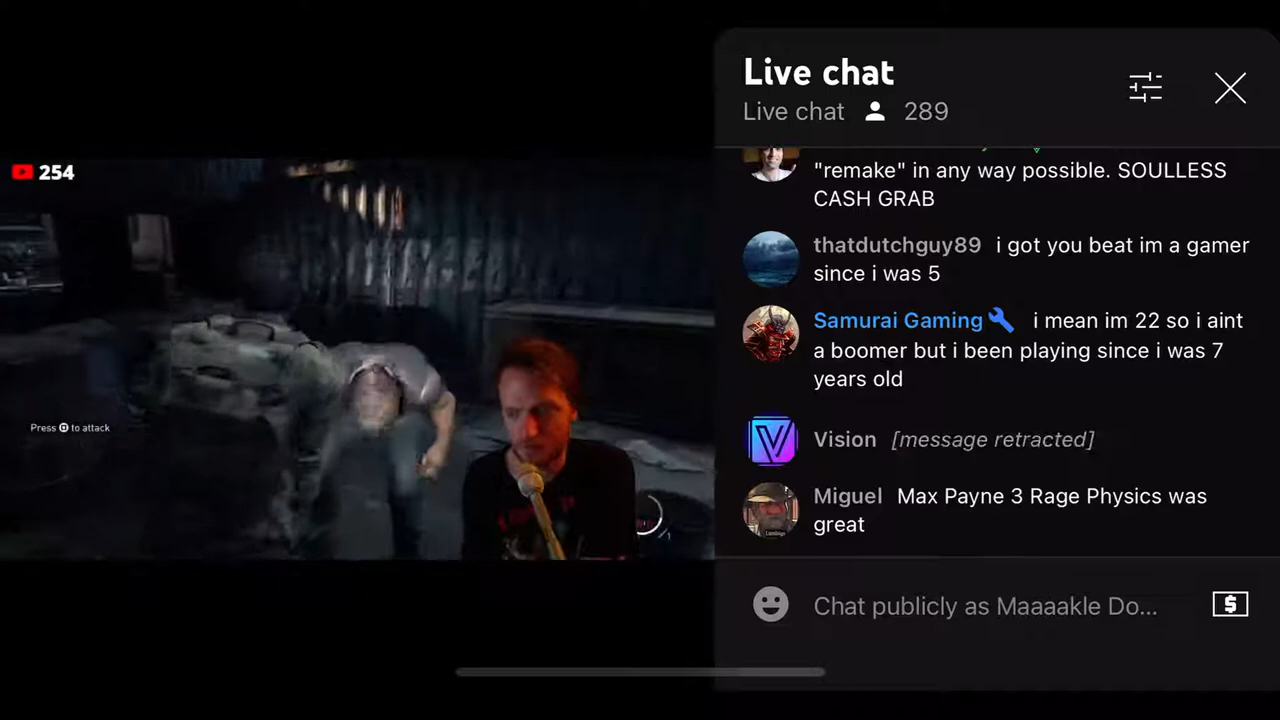 Live chat
Live chat 289
254
"remake" in any way possible. SOULLESS
CASH GRAB
thatdutchguy89 i got you beat im a gamer
since i was 5
Samurai Gaming i mean im 22 so i aint
a boomer but i been playing since i was 7
years old
Press to attack
Vision [message retracted]
Miguel Max Payne 3 Rage Physics was
great
Chat publicly as Maaaakle Do...
$